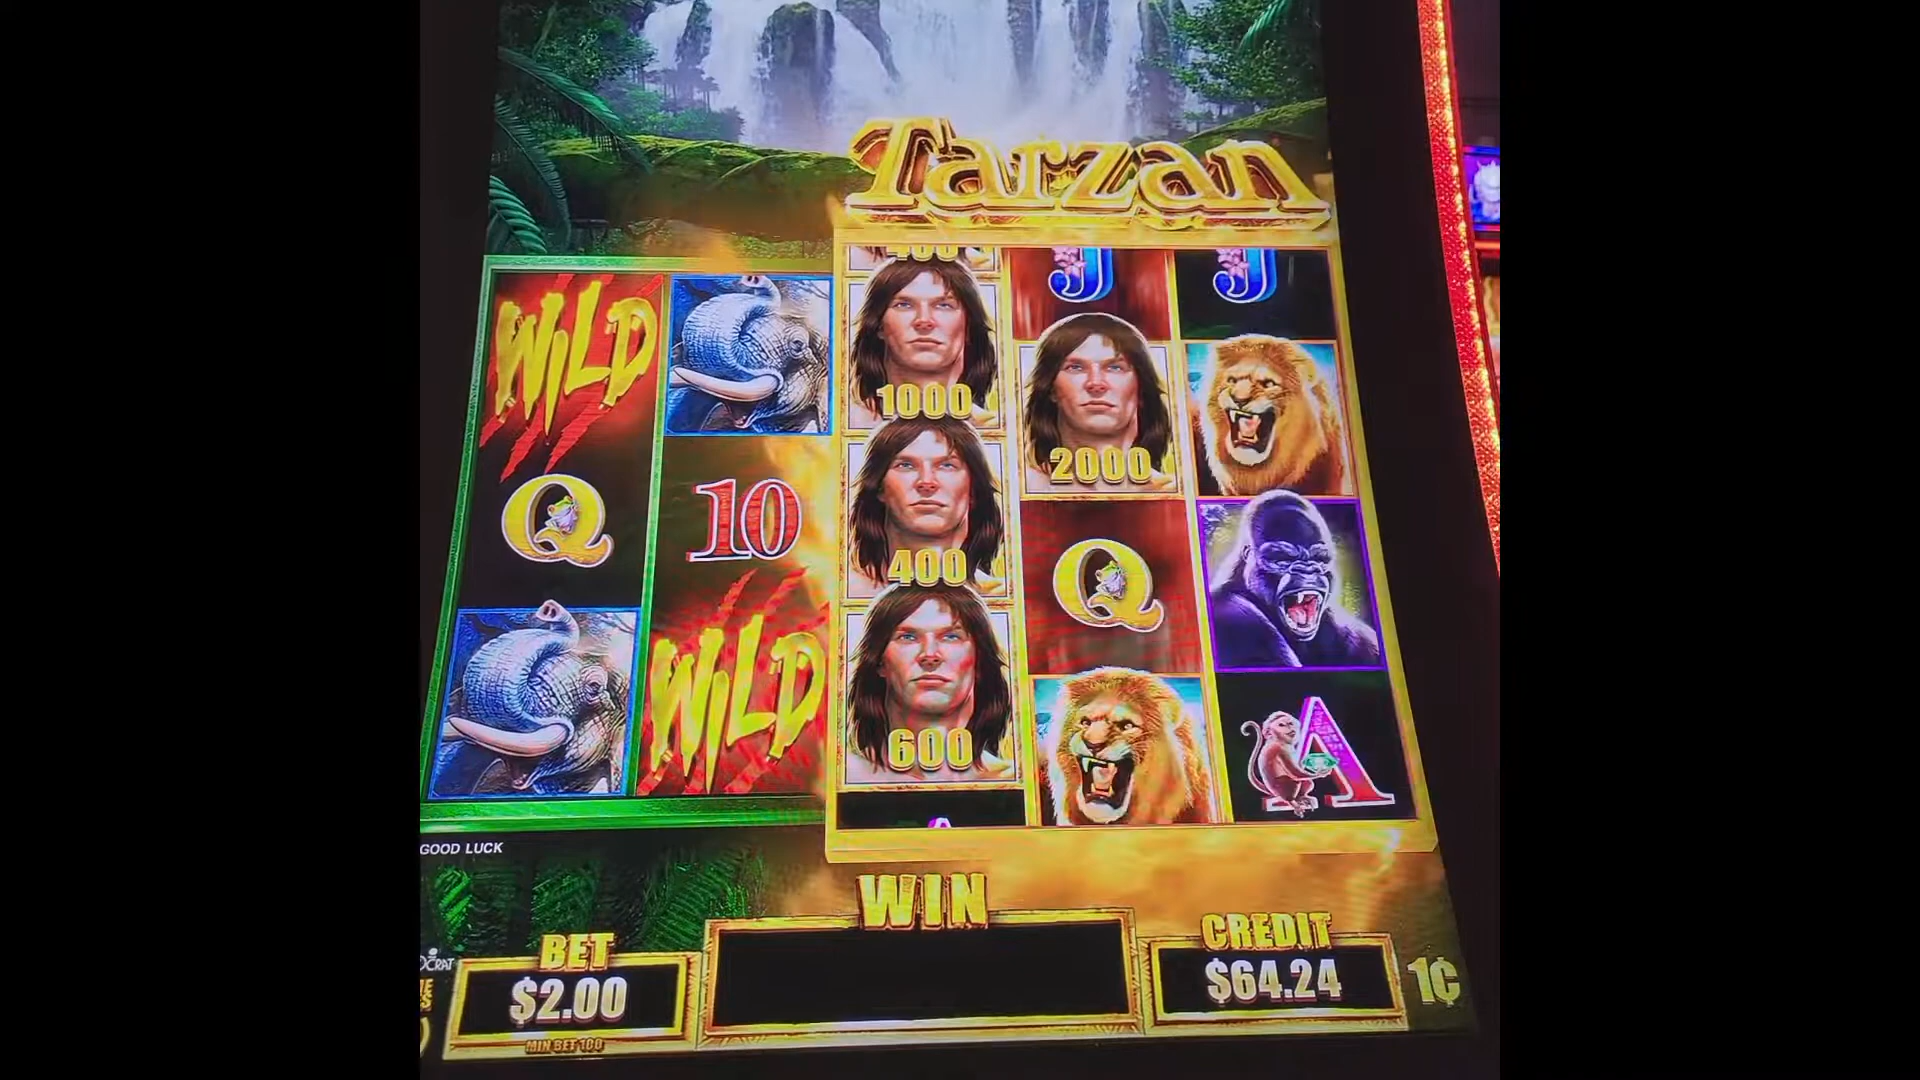 Tarzan
400
J
J
WILD
1000
2000
Q
10
400
Q
WILD
600
A
GOOD LUCK
WIN
BET
CREDIT
$2.00
$64.24
1¢
MIN BET 100